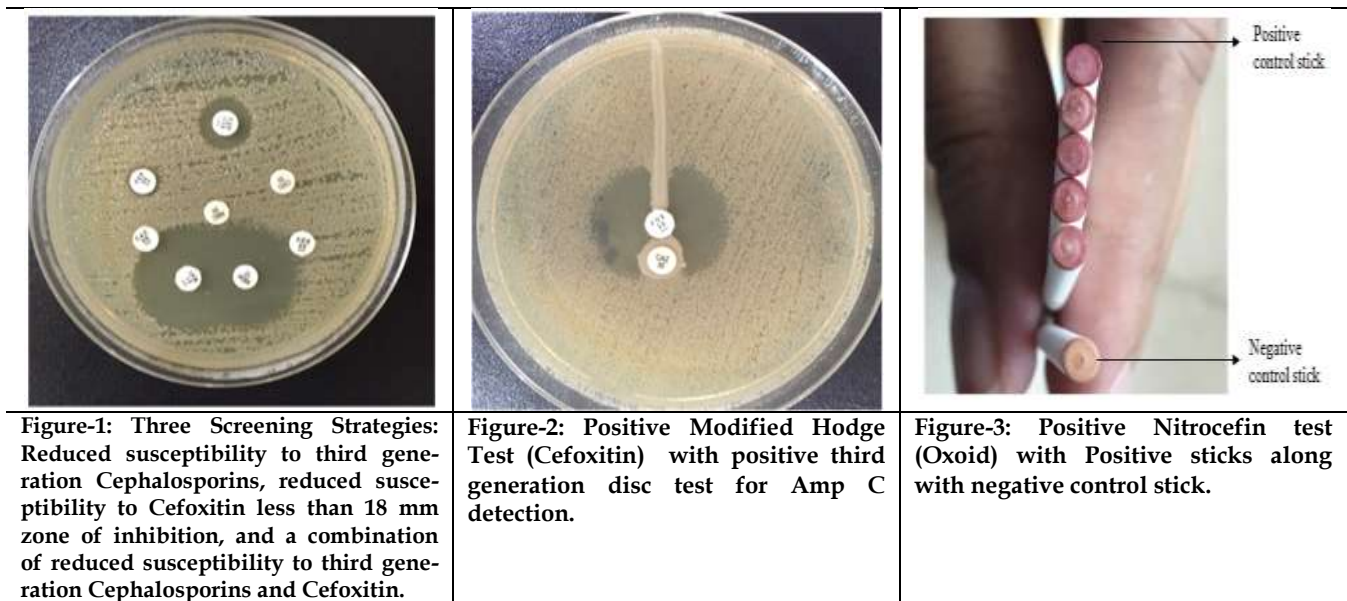 Positive
control stick
Negative
control stick
Figure-1: Three Screening Strategies:
Reduced susceptibility to third gene-
ration Cephalosporins, reduced susce-
ptibility to Cefoxitin less than 18 mm
zone of inhibition, and a combination
of reduced susceptibility to third gene-
ration Cephalosporins and Cefoxitin.
Figure-2: Positive Modified Hodge
Test (Cefoxitin) with positive third
generation disc test for Amp C
detection.
Figure-3: Positive Nitrocefin test
(Oxoid) with Positive sticks along
with negative control stick.